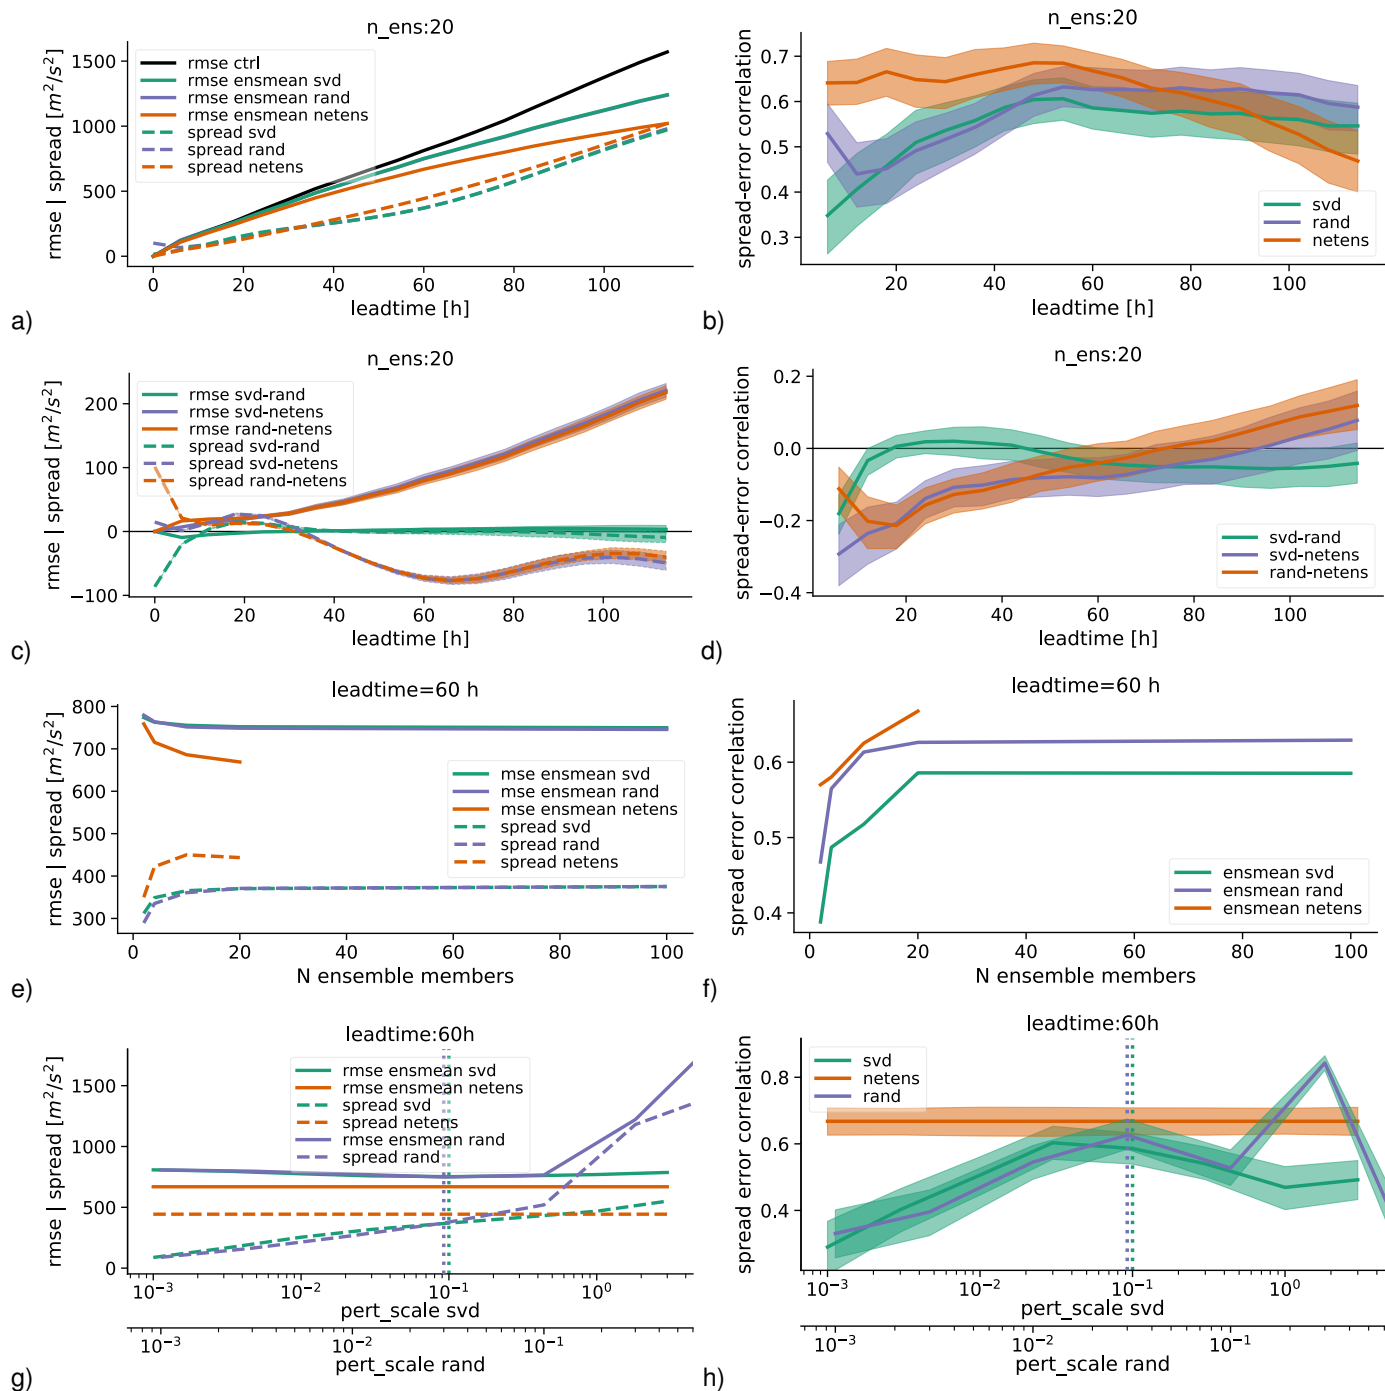 n_ens:20
rmse | spread [m²/s²]
1500
1000
500
0
rmse ctrl
rmse ensmean svd
rmse ensmean rand
rmse ensmean netens
spread svd
spread rand
spread netens
0 20 40 60 80 100
leadtime [h]
a)
n_ens:20
spread-error correlation
0.7
0.6
0.5
0.4
0.3
svd
rand
netens
20 40 60 80 100
leadtime [h]
b)
n_ens:20
rmse | spread [m²/s²]
200
100
0
−100
rmse svd-rand
rmse svd-netens
rmse rand-netens
spread svd-rand
spread svd-netens
spread rand-netens
0 20 40 60 80 100
leadtime [h]
c)
n_ens:20
spread-error correlation
0.2
0.0
−0.2
−0.4
svd-rand
svd-netens
rand-netens
20 40 60 80 100
leadtime [h]
d)
leadtime=60 h
rmse | spread [m²/s²]
800
700
600
500
400
300
mse ensmean svd
mse ensmean rand
mse ensmean netens
spread svd
spread rand
spread netens
0 20 40 60 80 100
N ensemble members
e)
leadtime=60 h
spread error correlation
0.6
0.5
0.4
ensmean svd
ensmean rand
ensmean netens
0 20 40 60 80 100
N ensemble members
f)
leadtime:60h
rmse | spread [m²/s²]
1500
1000
500
0
rmse ensmean svd
rmse ensmean netens
spread svd
spread netens
rmse ensmean rand
spread rand
10⁻³ 10⁻² 10⁻¹ 10⁰
pert_scale svd
10⁻³ 10⁻² 10⁻¹
pert_scale rand
g)
leadtime:60h
spread error correlation
0.8
0.6
0.4
svd
netens
rand
10⁻³ 10⁻² 10⁻¹ 10⁰
pert_scale svd
10⁻³ 10⁻² 10⁻¹
pert_scale rand
h)